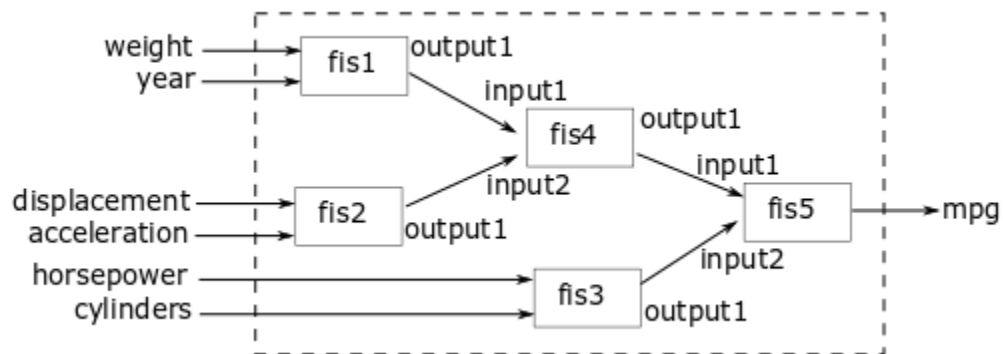 weight
year
fis1
output1
input1
fis4
output1
input1
displacement
acceleration
fis2
output1
input2
fis5
mpg
horsepower
cylinders
fis3
output1
input2